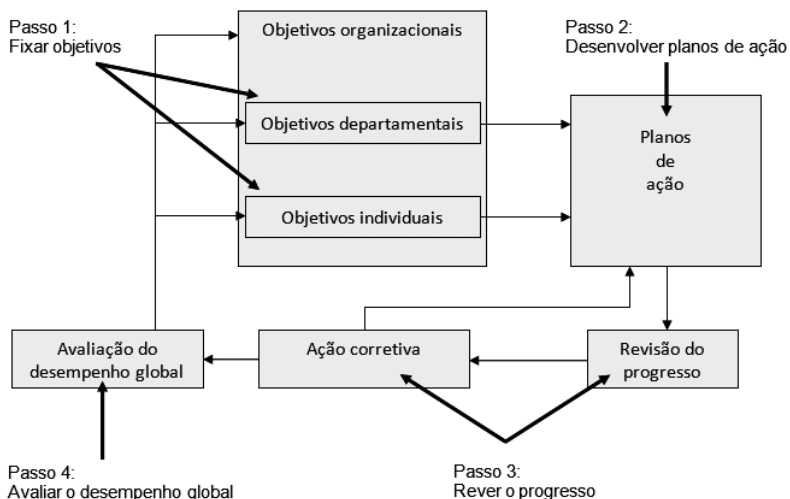 Passo 1:
Fixar objetivos
Objetivos organizacionais
Passo 2:
Desenvolver planos de ação
Objetivos departamentais
Planos
de
ação
Objetivos individuais
Avaliação do
desempenho global
Ação corretiva
Revisão do
progresso
Passo 4:
Avaliar o desempenho global
Passo 3:
Rever o progresso